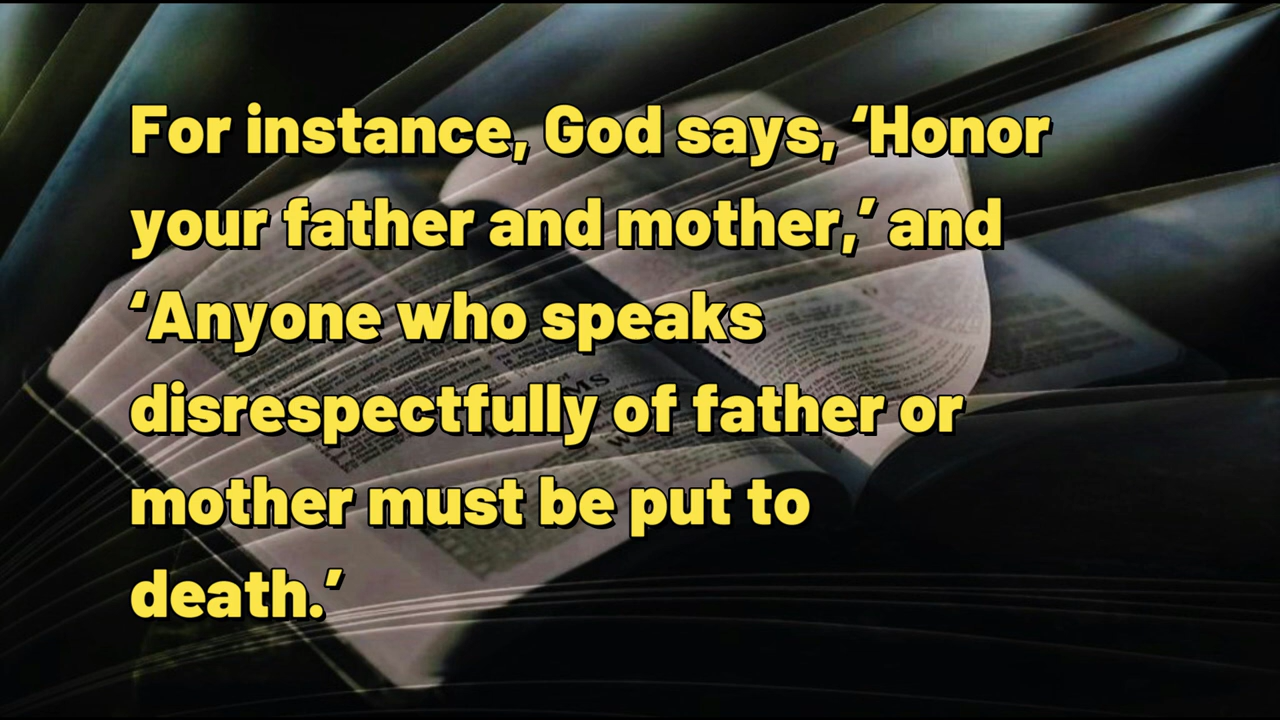 For instance, God says, ‘Honor
your father and mother,’ and
‘Anyone who speaks
disrespectfully of father or
mother must be put to
death.’